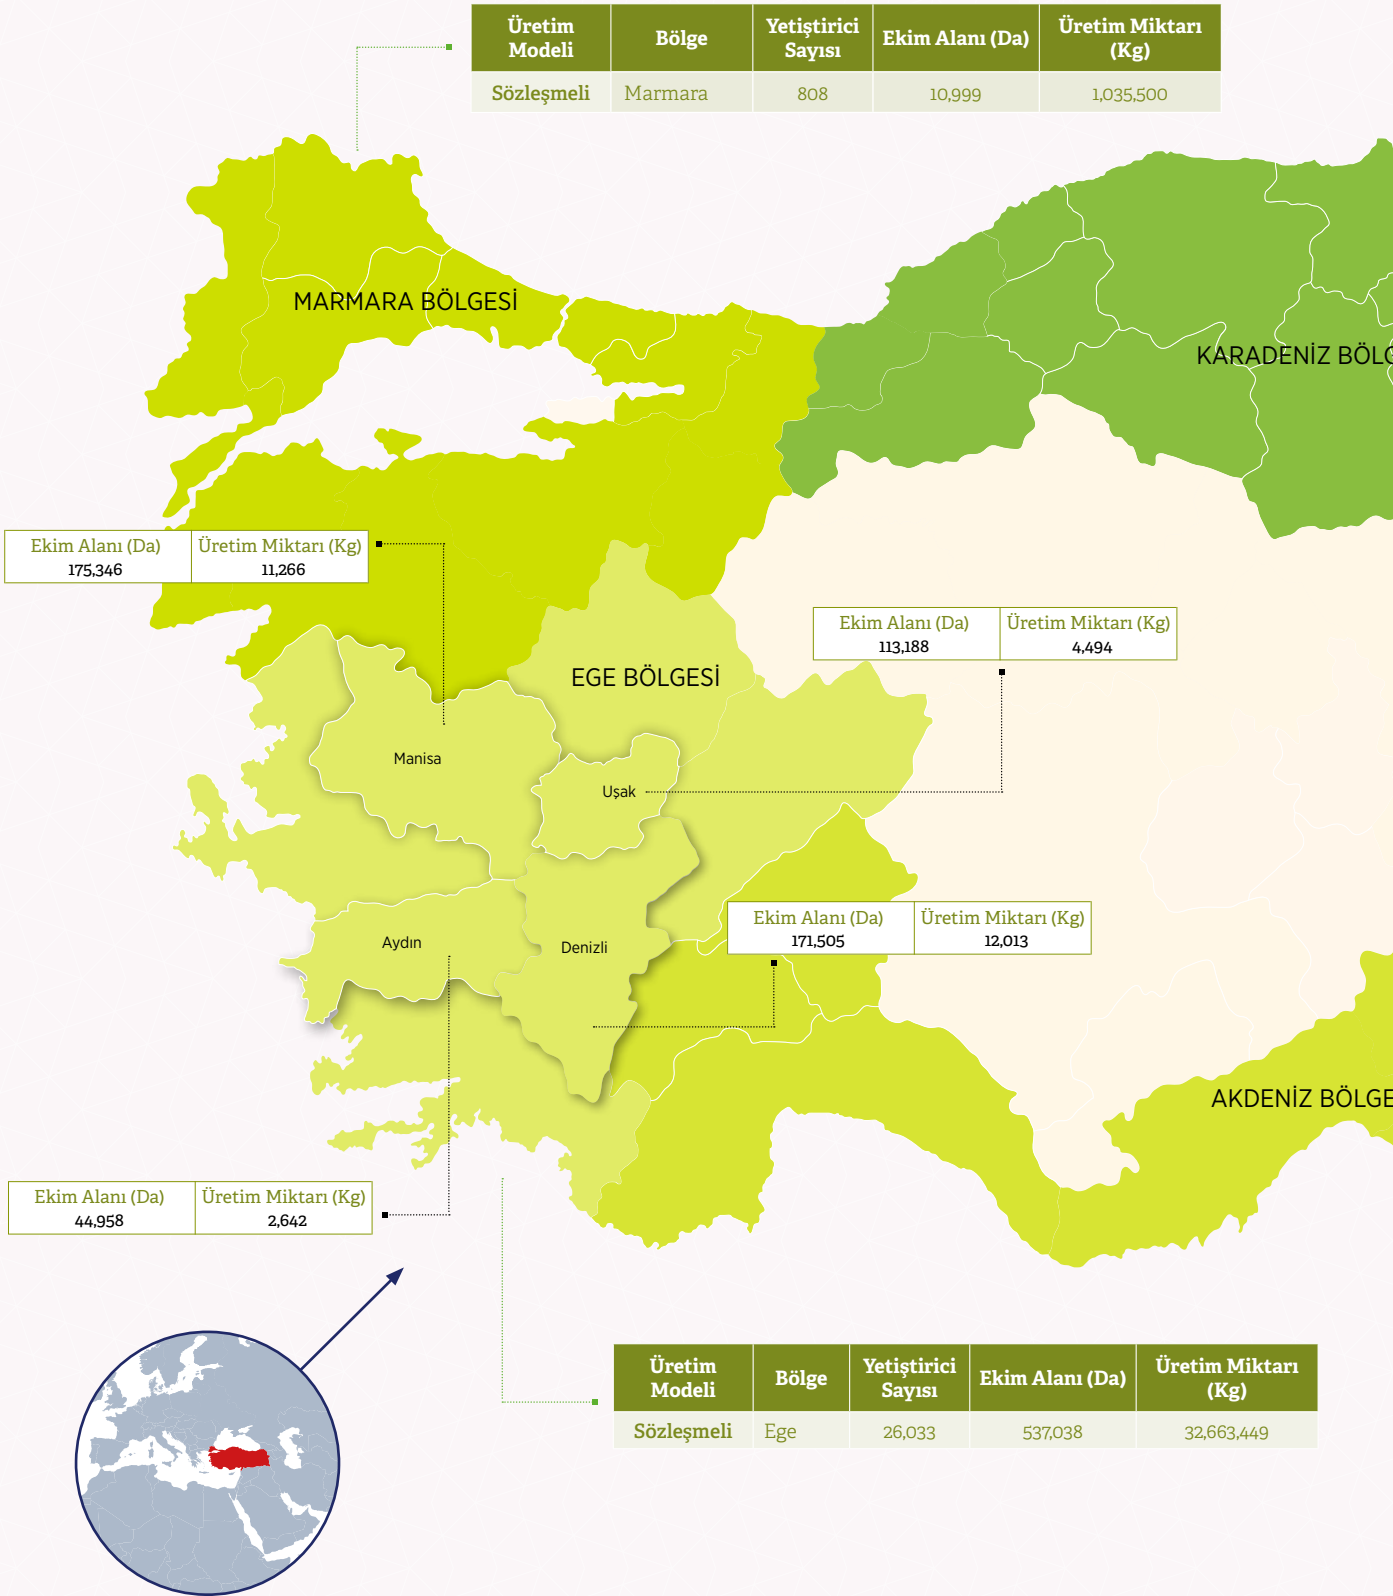 Üretim Modeli Bölge Yetiştirici Sayısı Ekim Alanı (Da) Üretim Miktarı (Kg)
Sözleşmeli Marmara 808 10,999 1,035,500
MARMARA BÖLGESİ
KARADENİZ BÖLG
Ekim Alanı (Da) Üretim Miktarı (Kg)
175,346 11,266
Ekim Alanı (Da) Üretim Miktarı (Kg)
113,188 4,494
EGE BÖLGESİ
Manisa
Uşak
Ekim Alanı (Da) Üretim Miktarı (Kg)
171,505 12,013
Aydın
Denizli
AKDENİZ BÖLGE
Ekim Alanı (Da) Üretim Miktarı (Kg)
44,958 2,642
Üretim Modeli Bölge Yetiştirici Sayısı Ekim Alanı (Da) Üretim Miktarı (Kg)
Sözleşmeli Ege 26,033 537,038 32,663,449